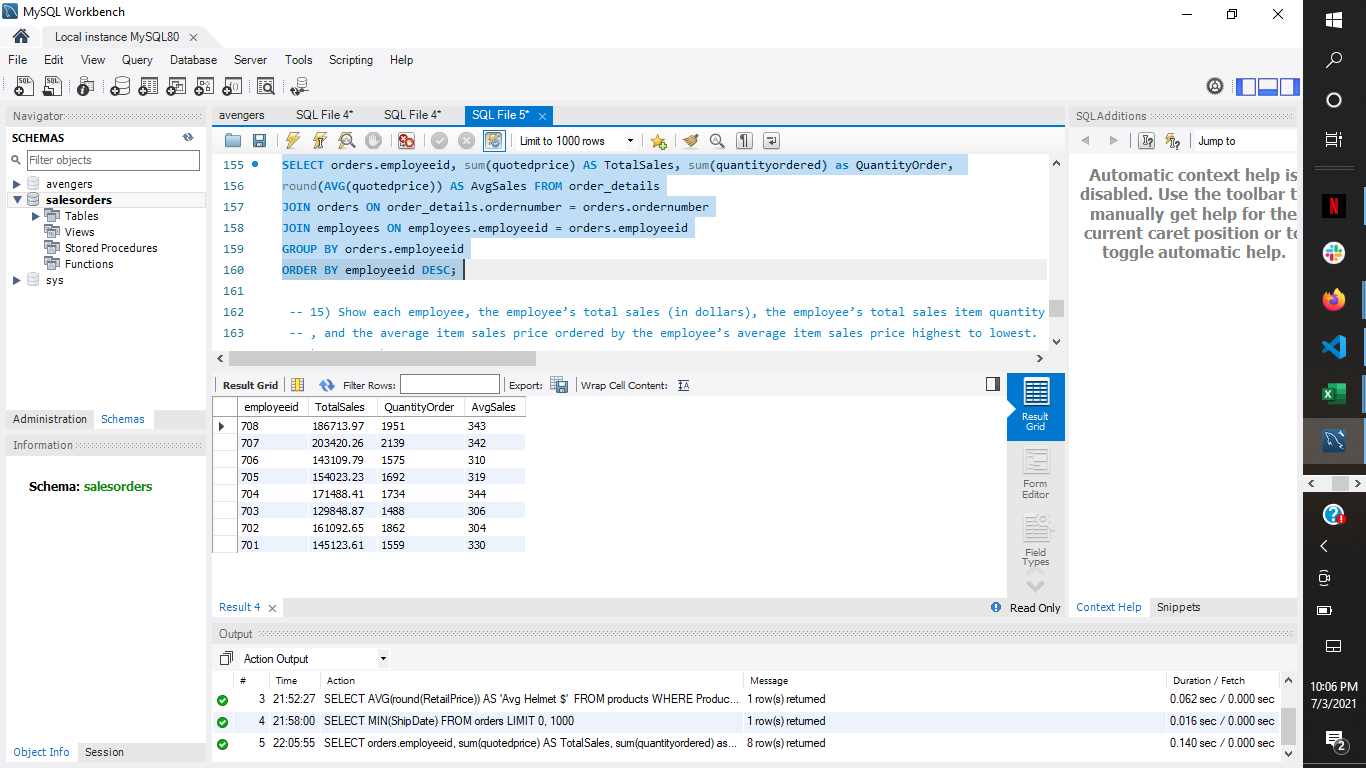 MySQL Workbench
Local instance MySQL80
File Edit View Query Database Server Tools Scripting Help
Navigator
SCHEMAS
Filter objects
avengers
salesorders
Tables
Views
Stored Procedures
Functions
sys
Administration Schemas
Information
Schema: salesorders
Object Info Session
avengers SQL File 4* SQL File 4* SQL File 5*
Limit to 1000 rows
155 SELECT orders.employeeid, sum(quotedprice) AS TotalSales, sum(quantityordered) as QuantityOrder,
156 round(AVG(quotedprice)) AS AvgSales FROM order_details
157 JOIN orders ON order_details.ordernumber = orders.ordernumber
158 JOIN employees ON employees.employeeid = orders.employeeid
159 GROUP BY orders.employeeid
160 ORDER BY employeeid DESC;
161
162 -- 15) Show each employee, the employee’s total sales (in dollars), the employee’s total sales item quantity
163 -- , and the average item sales price ordered by the employee’s average item sales price highest to lowest.
Result Grid Filter Rows: Export: Wrap Cell Content:
employeeid TotalSales QuantityOrder AvgSales
708 186713.97 1951 343
707 203420.26 2139 342
706 143109.79 1575 310
705 154023.23 1692 319
704 171488.41 1734 344
703 129848.87 1488 306
702 161092.65 1862 304
701 145123.61 1559 330
Result
Grid
Form
Editor
Field
Types
Result 4 Read Only
SQLAdditions
Jump to
Automatic context help is
disabled. Use the toolbar t
manually get help for the
current caret position or to
toggle automatic help.
Context Help Snippets
Output
Action Output
# Time Action Message Duration / Fetch
3 21:52:27 SELECT AVG(round(RetailPrice)) AS 'Avg Helmet $' FROM products WHERE Produc... 1 row(s) returned 0.062 sec / 0.000 sec
4 21:58:00 SELECT MIN(ShipDate) FROM orders LIMIT 0, 1000 1 row(s) returned 0.016 sec / 0.000 sec
5 22:05:55 SELECT orders.employeeid, sum(quotedprice) AS TotalSales, sum(quantityordered) as... 8 row(s) returned 0.140 sec / 0.000 sec
10:06 PM
7/3/2021
2